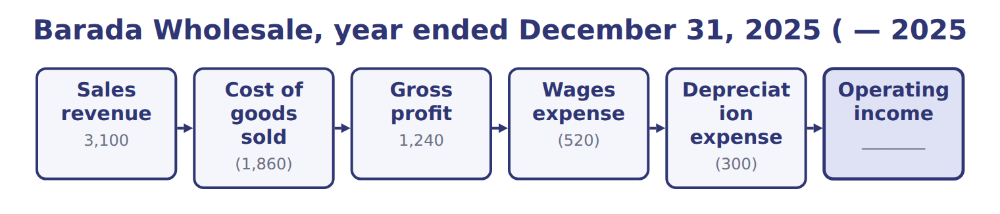 Barada Wholesale, year ended December 31, 2025 ( — 2025
Sales
revenue
3,100
Cost of
goods
sold
(1,860)
Gross
profit
1,240
Wages
expense
(520)
Depreciat
ion
expense
(300)
Operating
income
________